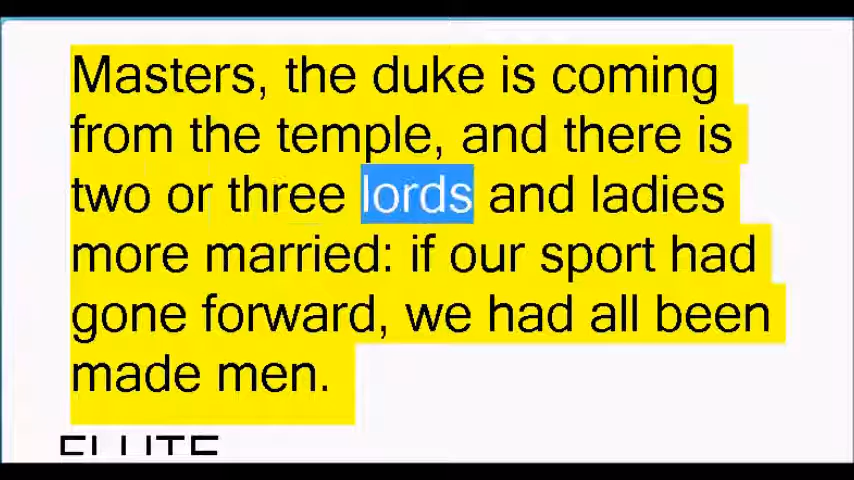 Masters, the duke is coming
from the temple, and there is
two or three lords and ladies
more married: if our sport had
gone forward, we had all been
made men.